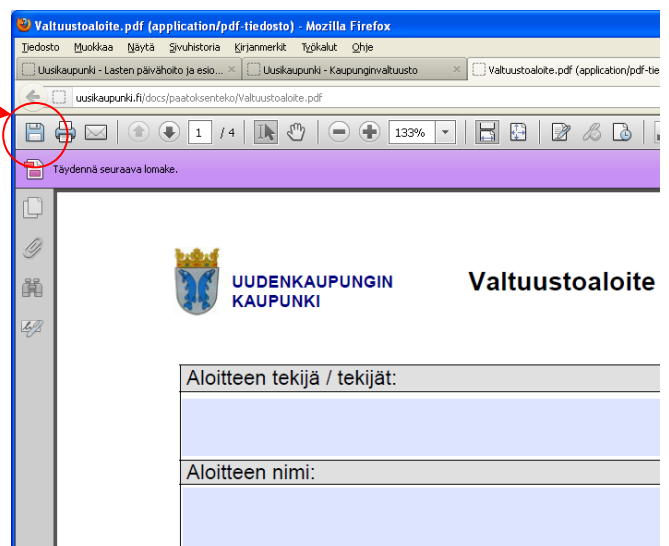 Valtuustoaloite.pdf (application/pdf-tiedosto) - Mozilla Firefox
Tiedosto Muokkaa Näytä Sivuhistoria Kirjanmerkit Työkalut Ohje
Uusikaupunki - Lasten päivähoito ja esio... × Uusikaupunki - Kaupunginvaltuusto × Valtuustoaloite.pdf (application/pdf-tie
uusikaupunki.fi/docs/paatoksenteko/Valtuustoaloite.pdf
1 / 4 133%
Täydennä seuraava lomake.
UUDENKAUPUNGIN
KAUPUNKI
Valtuustoaloite
Aloitteen tekijä / tekijät:
Aloitteen nimi: